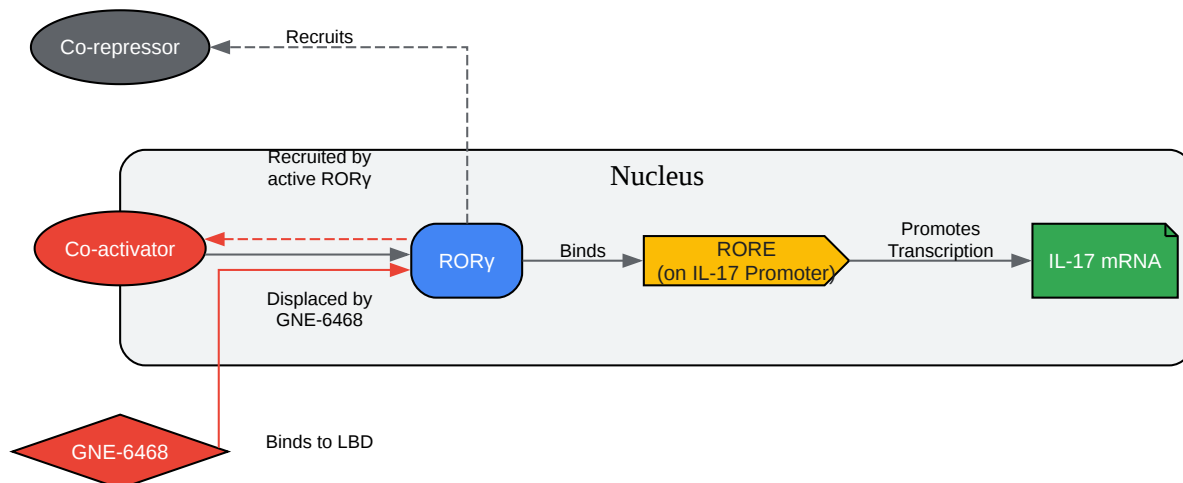 Co-repressor
Recruits
Recruited by
active RORγ
Nucleus
Co-activator
RORγ
Binds
RORE
(on IL-17 Promoter)
Promotes
Transcription
IL-17 mRNA
Displaced by
GNE-6468
GNE-6468
Binds to LBD